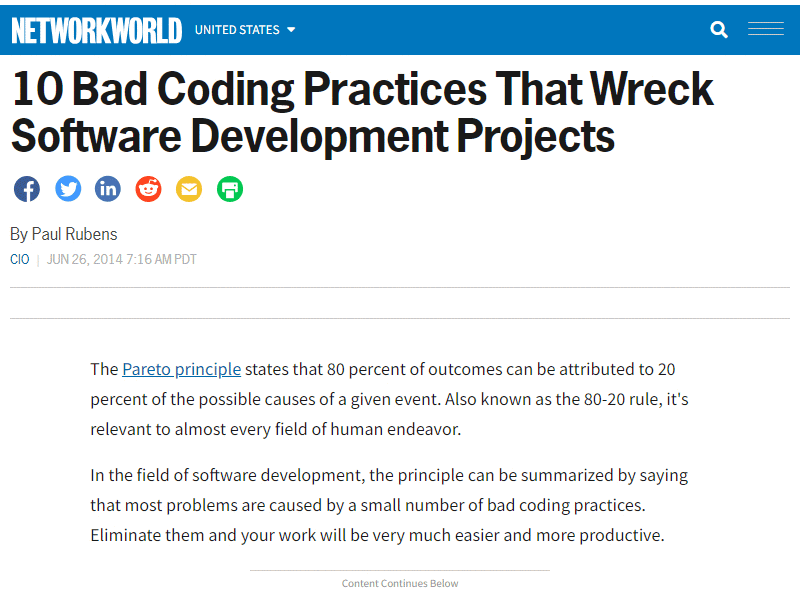 NETWORKWORLD UNITED STATES
10 Bad Coding Practices That Wreck
Software Development Projects
By Paul Rubens
CIO | JUN 26, 2014 7:16 AM PDT
The Pareto principle states that 80 percent of outcomes can be attributed to 20
percent of the possible causes of a given event. Also known as the 80-20 rule, it's
relevant to almost every field of human endeavor.
In the field of software development, the principle can be summarized by saying
that most problems are caused by a small number of bad coding practices.
Eliminate them and your work will be very much easier and more productive.
Content Continues Below